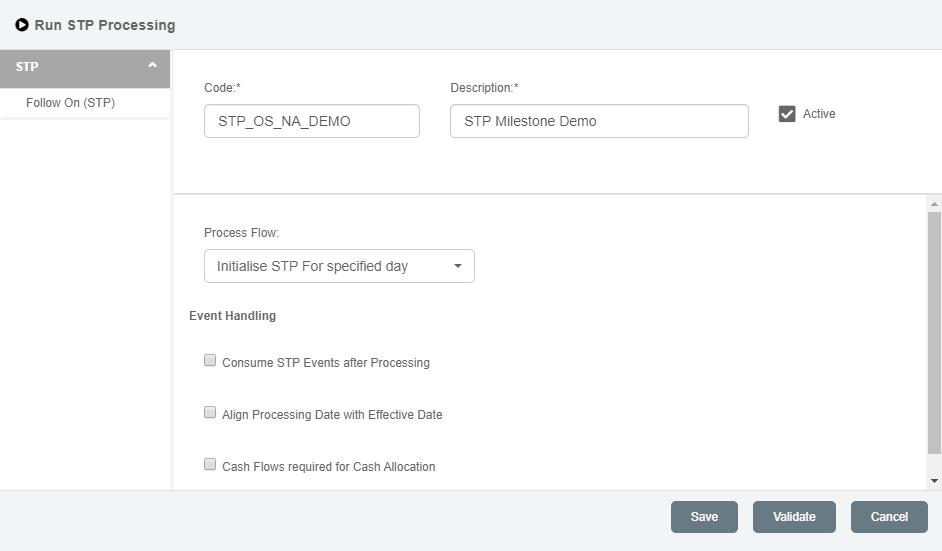 Run STP Processing
STP
Follow On (STP)
Code:*
Description:*
STP_OS_NA_DEMO
STP Milestone Demo
Active
Process Flow:
Initialise STP For specified day
Event Handling
Consume STP Events after Processing
Align Processing Date with Effective Date
Cash Flows required for Cash Allocation
Save
Validate
Cancel